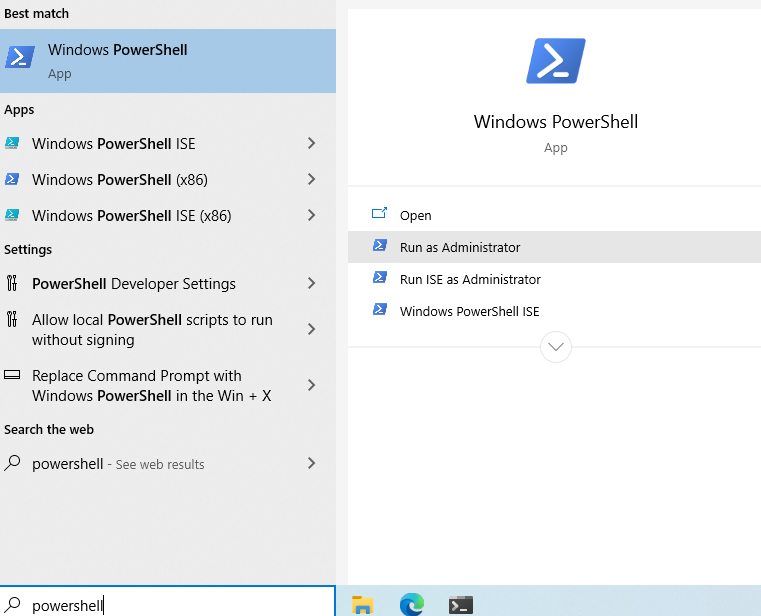 Best match
Windows PowerShell
App
Apps
Windows PowerShell ISE
Windows PowerShell (x86)
Windows PowerShell ISE (x86)
Settings
PowerShell Developer Settings
Allow local PowerShell scripts to run
without signing
Replace Command Prompt with
Windows PowerShell in the Win + X
Search the web
powershell - See web results
powershell
Windows PowerShell
App
Open
Run as Administrator
Run ISE as Administrator
Windows PowerShell ISE